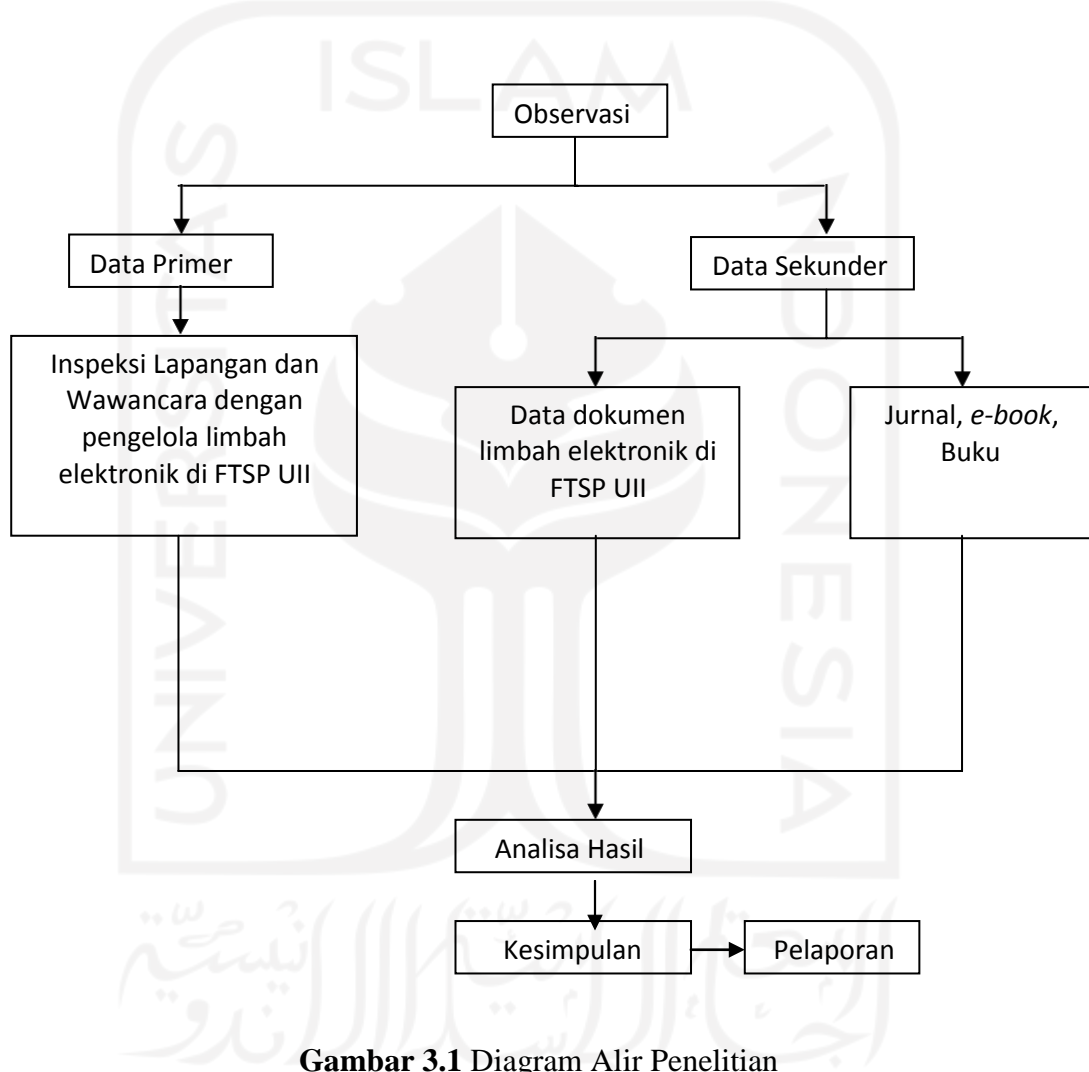 ISLAM
UNIVERSITAS
INDONESIA
Observasi
Data Primer
Data Sekunder
Inspeksi Lapangan dan
Wawancara dengan
pengelola limbah
elektronik di FTSP UII
Data dokumen
limbah elektronik di
FTSP UII
Jurnal, e-book,
Buku
Analisa Hasil
Kesimpulan
Pelaporan
Gambar 3.1 Diagram Alir Penelitian